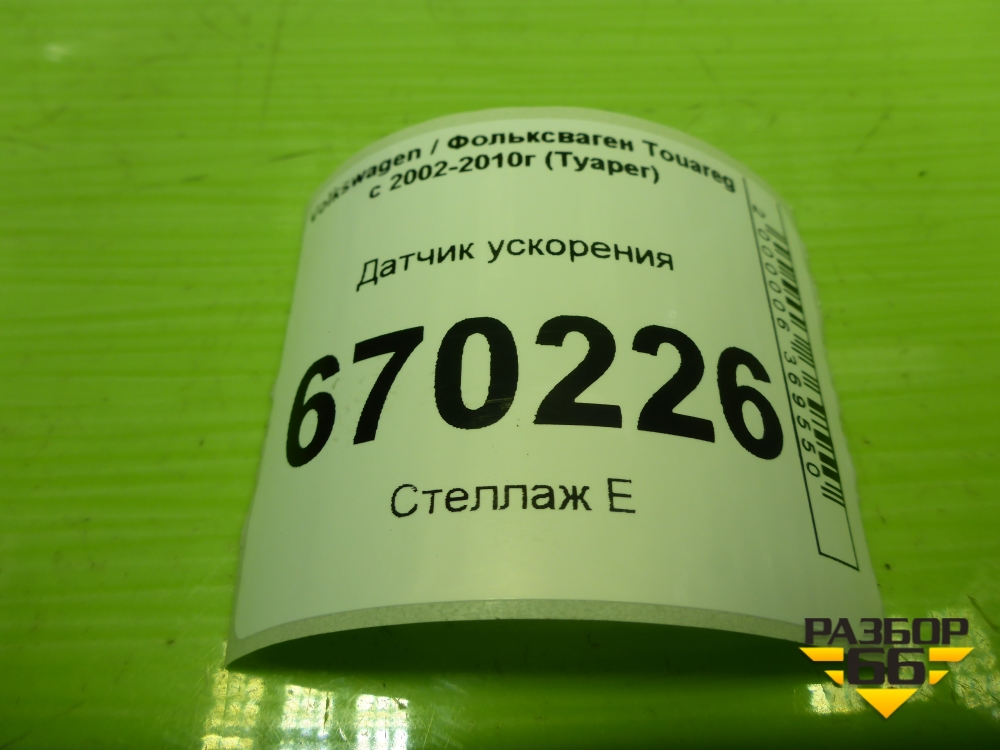 Volkswagen / Фольксваген Touareg
с 2002-2010г (Туарег)
Датчик ускорения
670226
Стеллаж Е
2000006369550
РАЗБОР
66